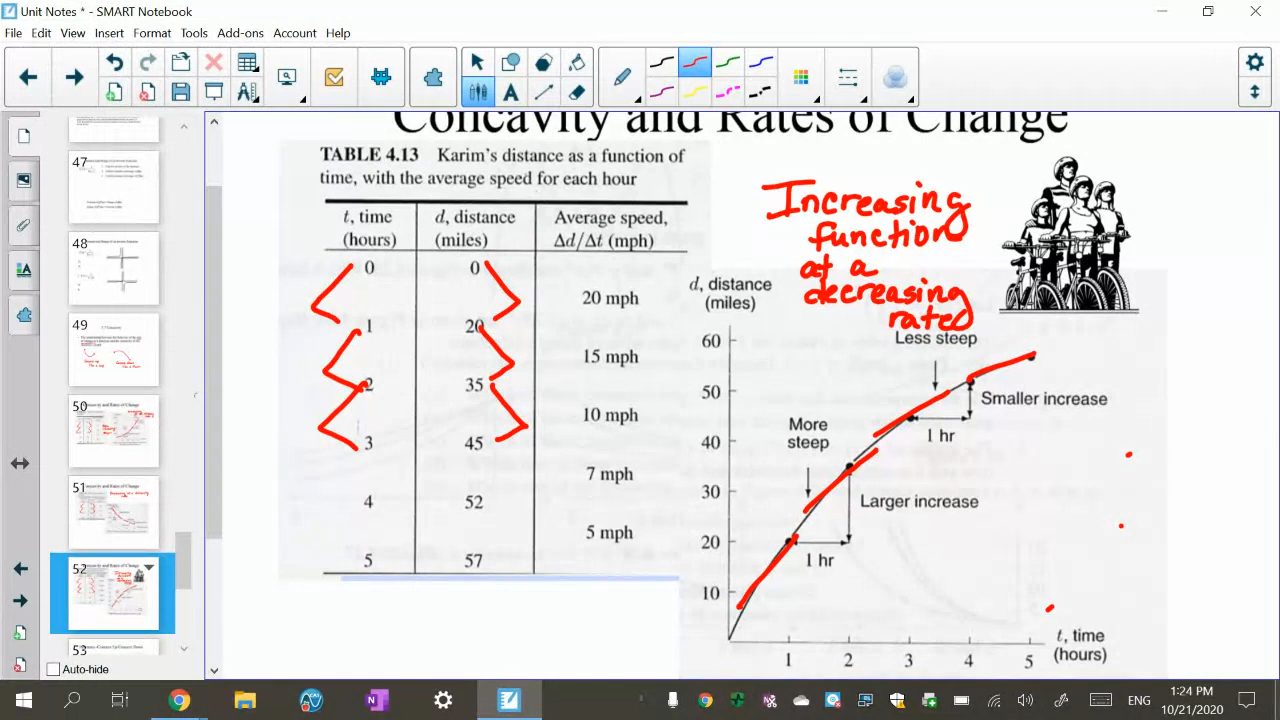 Unit Notes * - SMART Notebook
File Edit View Insert Format Tools Add-ons Account Help
Concavity and Rates of Change
TABLE 4.13 Karim's distance as a function of
time, with the average speed for each hour
t, time
(hours)
d, distance
(miles)
Average speed,
Δd/Δt (mph)
0 0
20 mph
1 20
15 mph
2 35
10 mph
3 45
7 mph
4 52
5 mph
5 57
Increasing
function
at a
decreasing
rated
d, distance
(miles)
60
50
40
30
20
10
Less steep
Smaller increase
1 hr
More
steep
Larger increase
1 hr
t, time
(hours)
1 2 3 4 5
47
48
49
50
51
52
53
Auto-hide
ENG
1:24 PM
10/21/2020